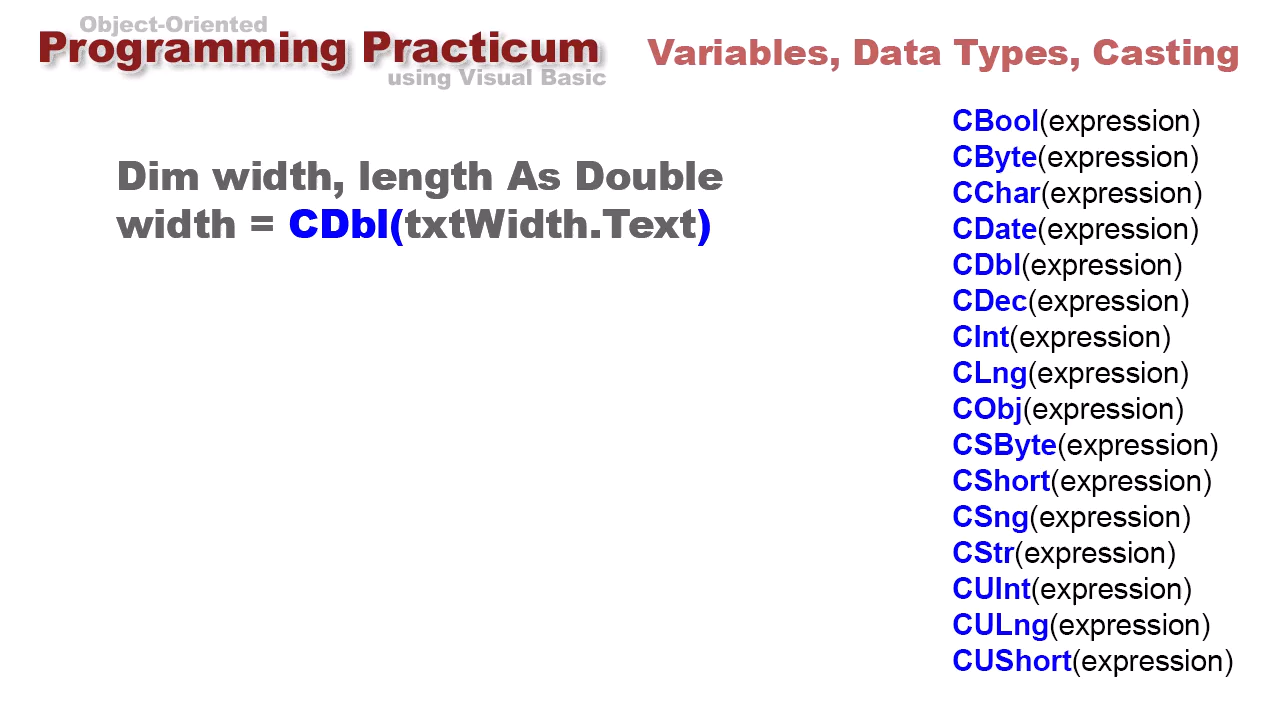 Object-Oriented
Programming Practicum
using Visual Basic
Variables, Data Types, Casting
Dim width, length As Double
width = CDbl(txtWidth.Text)
CBool(expression)
CByte(expression)
CChar(expression)
CDate(expression)
CDbl(expression)
CDec(expression)
CInt(expression)
CLng(expression)
CObj(expression)
CSByte(expression)
CShort(expression)
CSng(expression)
CStr(expression)
CUInt(expression)
CULng(expression)
CUShort(expression)